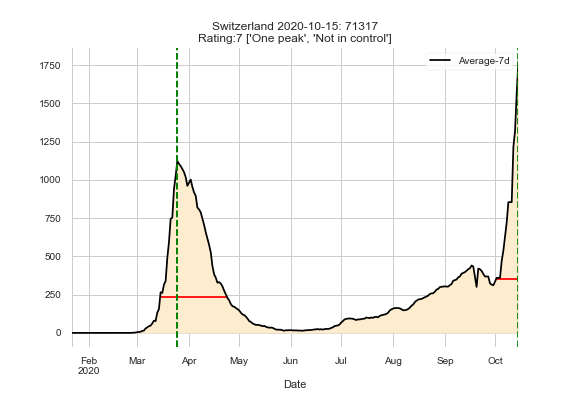 Switzerland 2020-10-15: 71317
Rating:7 ['One peak', 'Not in control']
Average-7d
1750
1500
1250
1000
750
500
250
0
Feb Mar Apr May Jun Jul Aug Sep Oct
2020
Date